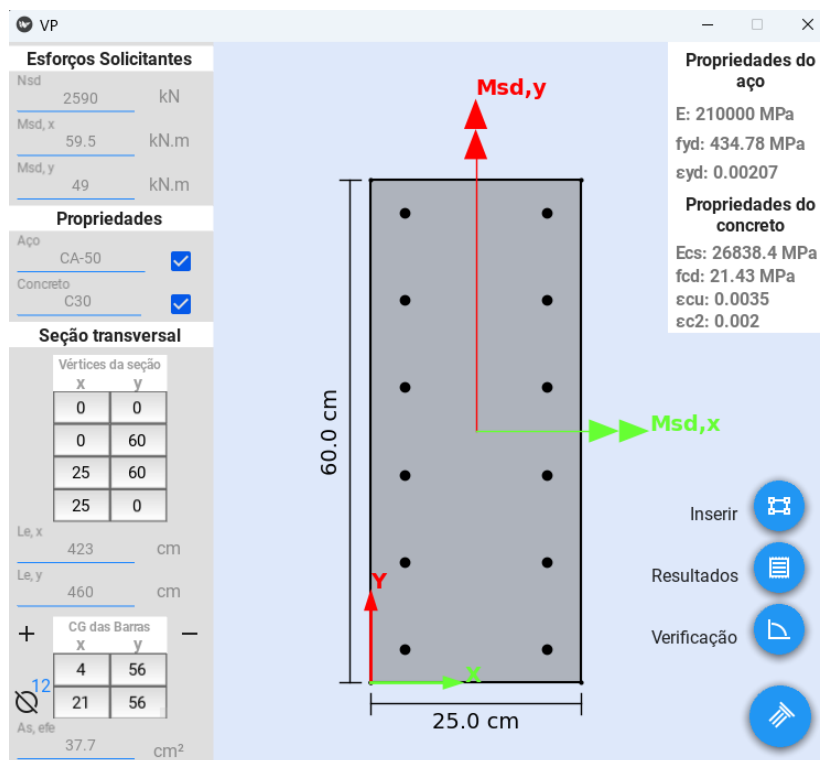 VP
Esforços Solicitantes
Nsd
2590 kN
Msd, x
59.5 kN.m
Msd, y
49 kN.m
Propriedades
Aço
CA-50
Concreto
C30
Seção transversal
Vértices da seção
x y
0 0
0 60
25 60
25 0
Le, x
423 cm
Le, y
460 cm
+ CG das Barras −
x y
4 56
12
21 56
As, efe
37.7 cm²
Msd,y
Msd,x
60.0 cm
Y
X
25.0 cm
Propriedades do
aço
E: 210000 MPa
fyd: 434.78 MPa
εyd: 0.00207
Propriedades do
concreto
Ecs: 26838.4 MPa
fcd: 21.43 MPa
εcu: 0.0035
εc2: 0.002
Inserir
Resultados
Verificação